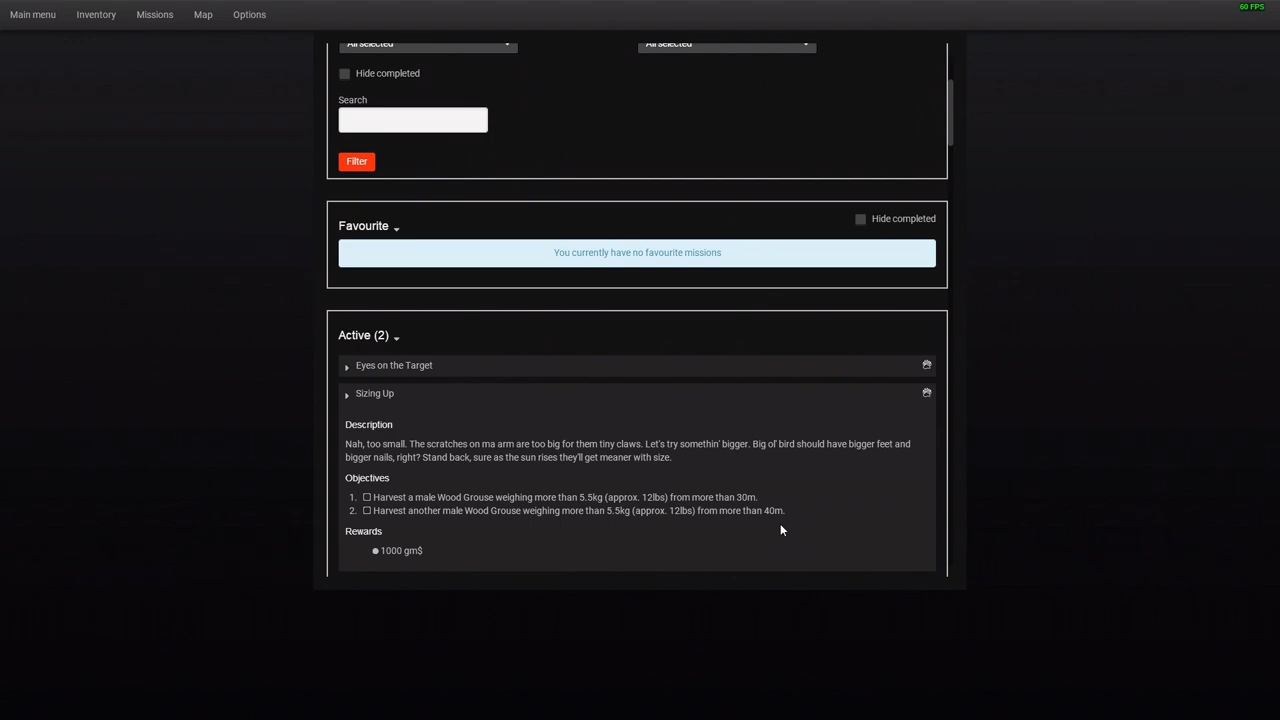 Main menu Inventory Missions Map Options
60 FPS
All selected All selected
Hide completed
Search
Filter
Favourite
Hide completed
You currently have no favourite missions
Active (2)
Eyes on the Target
Sizing Up
Description
Nah, too small. The scratches on ma arm are too big for them tiny claws. Let's try somethin' bigger. Big ol' bird should have bigger feet and
bigger nails, right? Stand back, sure as the sun rises they'll get meaner with size.
Objectives
1. Harvest a male Wood Grouse weighing more than 5.5kg (approx. 12lbs) from more than 30m.
2. Harvest another male Wood Grouse weighing more than 5.5kg (approx. 12lbs) from more than 40m.
Rewards
1000 gm$